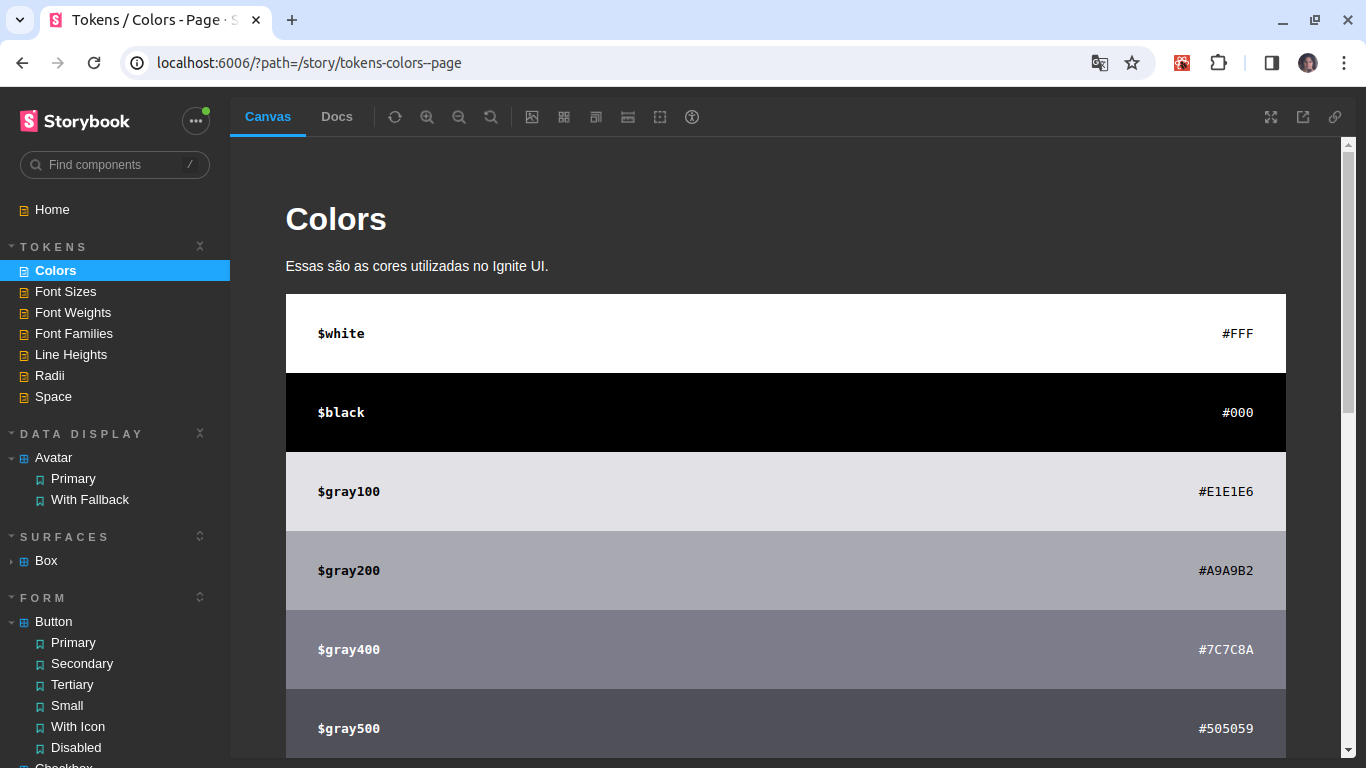 Tokens / Colors - Page · S
localhost:6006/?path=/story/tokens-colors--page
Storybook
Find components
/
Home
TOKENS
Colors
Font Sizes
Font Weights
Font Families
Line Heights
Radii
Space
DATA DISPLAY
Avatar
Primary
With Fallback
SURFACES
Box
FORM
Button
Primary
Secondary
Tertiary
Small
With Icon
Disabled
Checkbox
Canvas Docs
Colors
Essas são as cores utilizadas no Ignite UI.
$white #FFF
$black #000
$gray100 #E1E1E6
$gray200 #A9A9B2
$gray400 #7C7C8A
$gray500 #505059